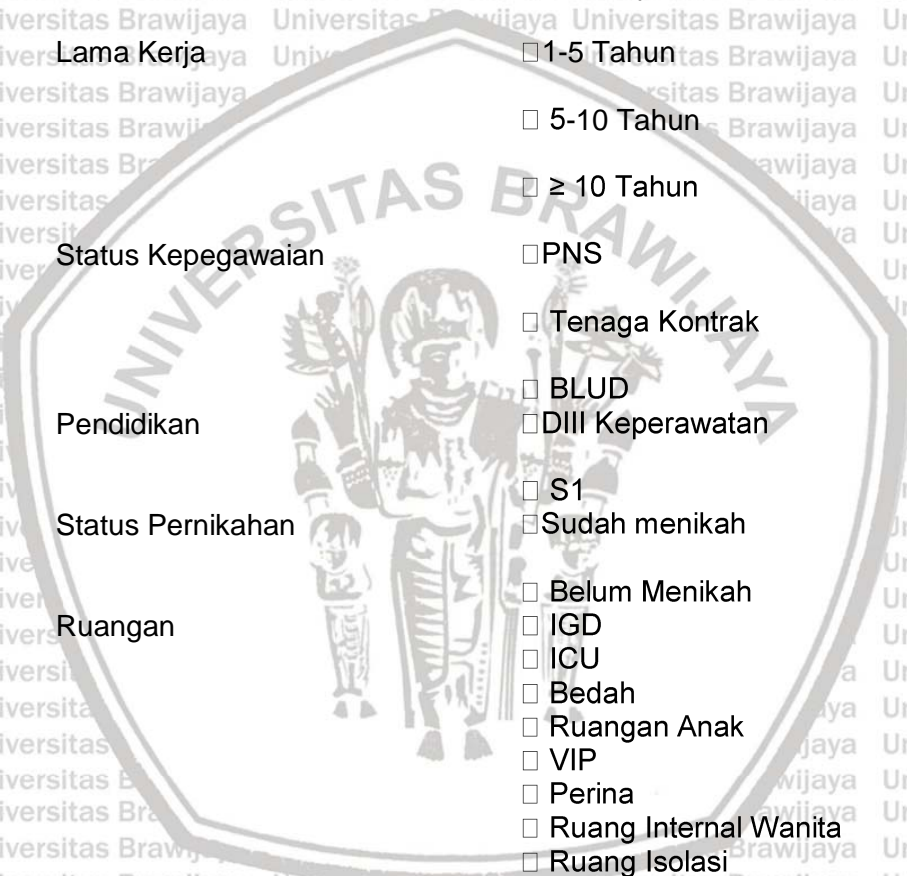 Lama Kerja □1-5 Tahun
□ 5-10 Tahun
□ ≥ 10 Tahun
Status Kepegawaian □PNS
□ Tenaga Kontrak
□ BLUD
Pendidikan □DIII Keperawatan
□ S1
Status Pernikahan □Sudah menikah
□ Belum Menikah
Ruangan □ IGD
□ ICU
□ Bedah
□ Ruangan Anak
□ VIP
□ Perina
□ Ruang Internal Wanita
□ Ruang Isolasi
UNIVERSITAS BRAWIJAYA